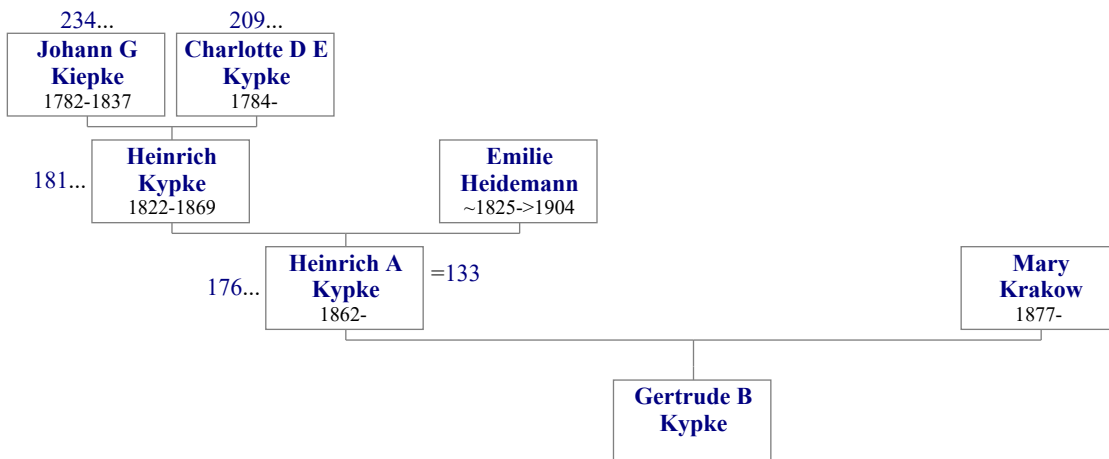 234...
209...
Johann G
Kiepke
1782-1837
Charlotte D E
Kypke
1784-
181...
Heinrich
Kypke
1822-1869
Emilie
Heidemann
~1825->1904
176...
Heinrich A
Kypke
1862-
=133
Mary
Krakow
1877-
Gertrude B
Kypke